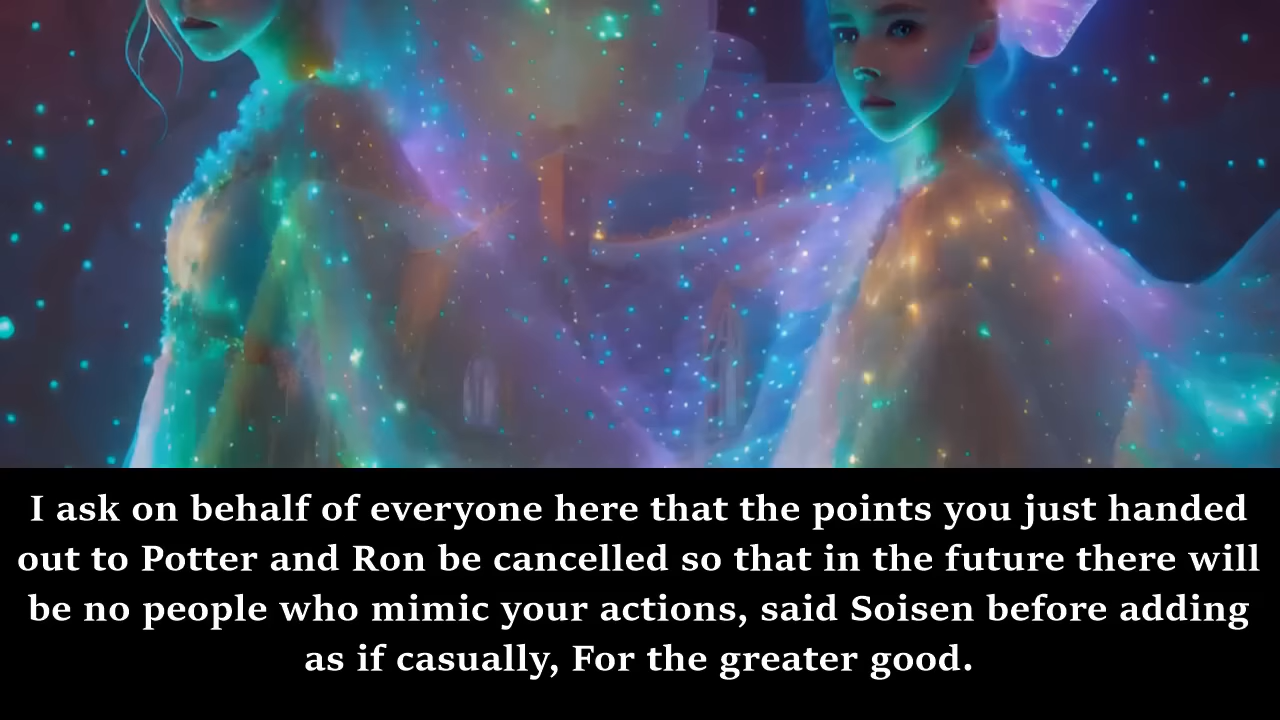 I ask on behalf of everyone here that the points you just handed
out to Potter and Ron be cancelled so that in the future there will
be no people who mimic your actions, said Soisen before adding
as if casually, For the greater good.